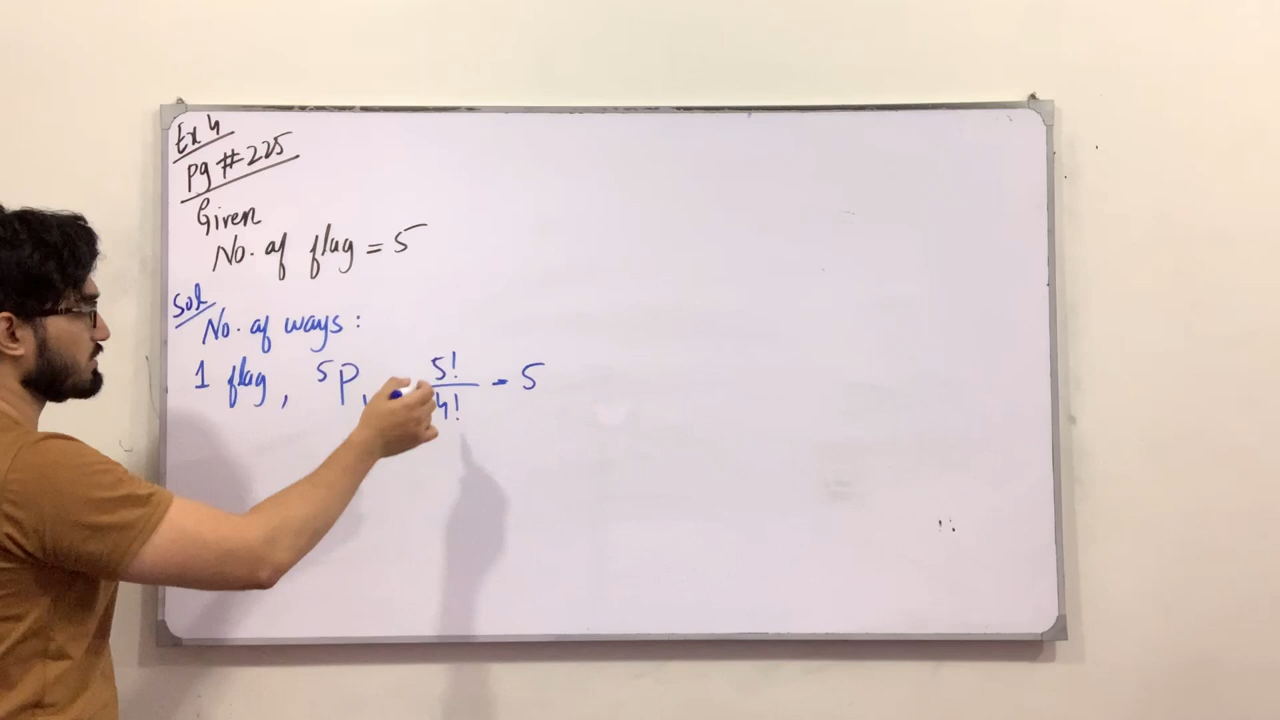 Ex 4
Pg # 225
Given
No. of flag = 5
Sol
No. of ways :
1 flag , ⁵P₁ = 5!/4! = 5